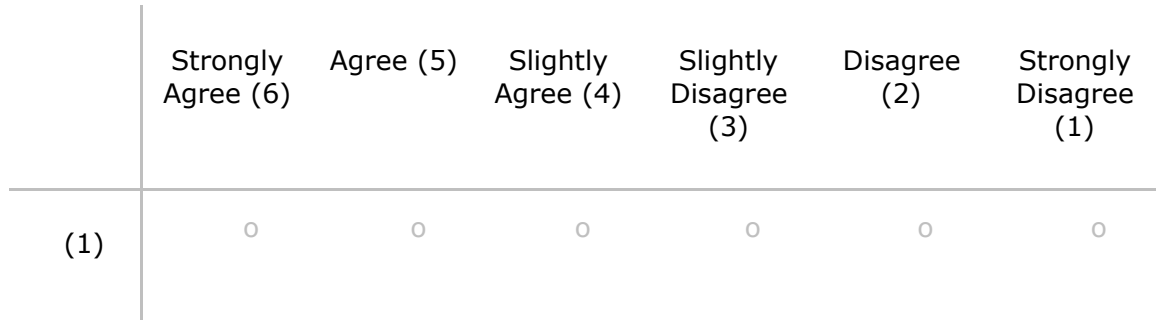 Strongly Agree (5) Slightly Slightly Disagree Strongly
Agree (6) Agree (4) Disagree (2) Disagree
(3) (1)
(1) o o o o o o